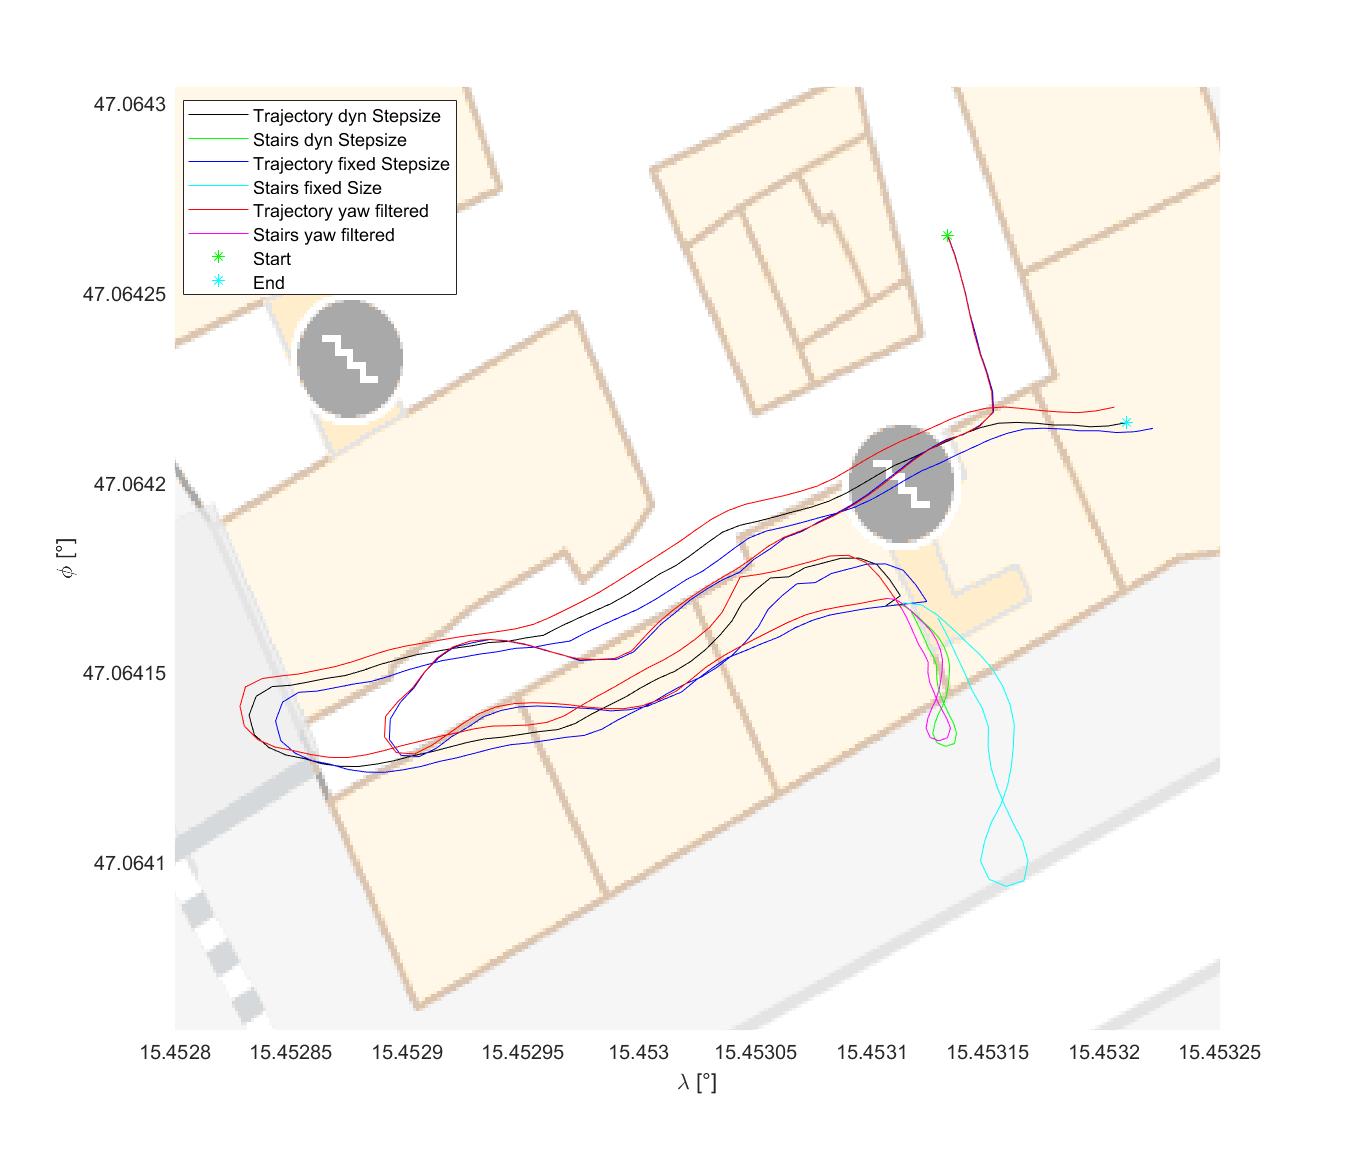 47.0643
Trajectory dyn Stepsize
Stairs dyn Stepsize
Trajectory fixed Stepsize
Stairs fixed Size
Trajectory yaw filtered
Stairs yaw filtered
Start
End
47.06425
47.0642
ϕ [°]
47.06415
47.0641
15.4528 15.45285 15.4529 15.45295 15.453 15.45305 15.4531 15.45315 15.4532 15.45325
λ [°]